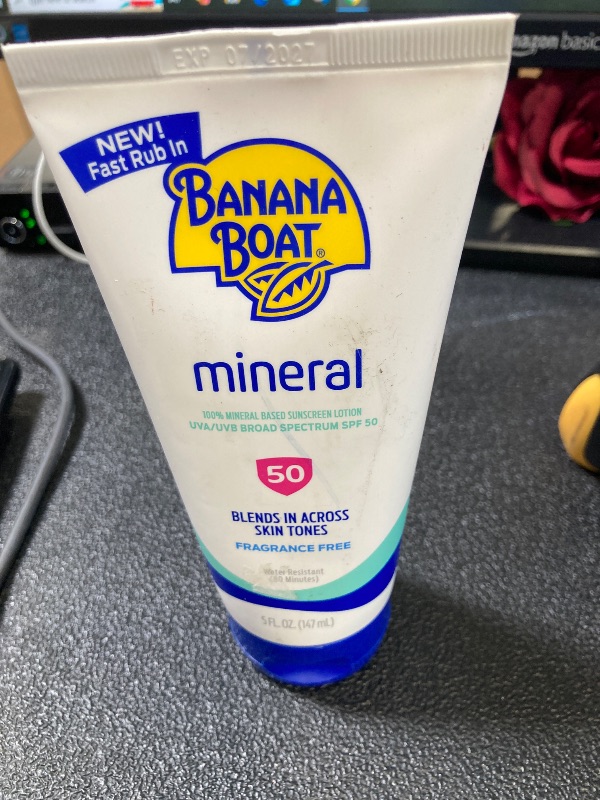 EXP 07/2027
amazon basic
NEW!
Fast Rub In
BANANA
BOAT®
mineral
100% MINERAL BASED SUNSCREEN LOTION
UVA/UVB BROAD SPECTRUM SPF 50
50
BLENDS IN ACROSS
SKIN TONES
FRAGRANCE FREE
Water Resistant
(80 Minutes)
5 FL. OZ. (147 mL)